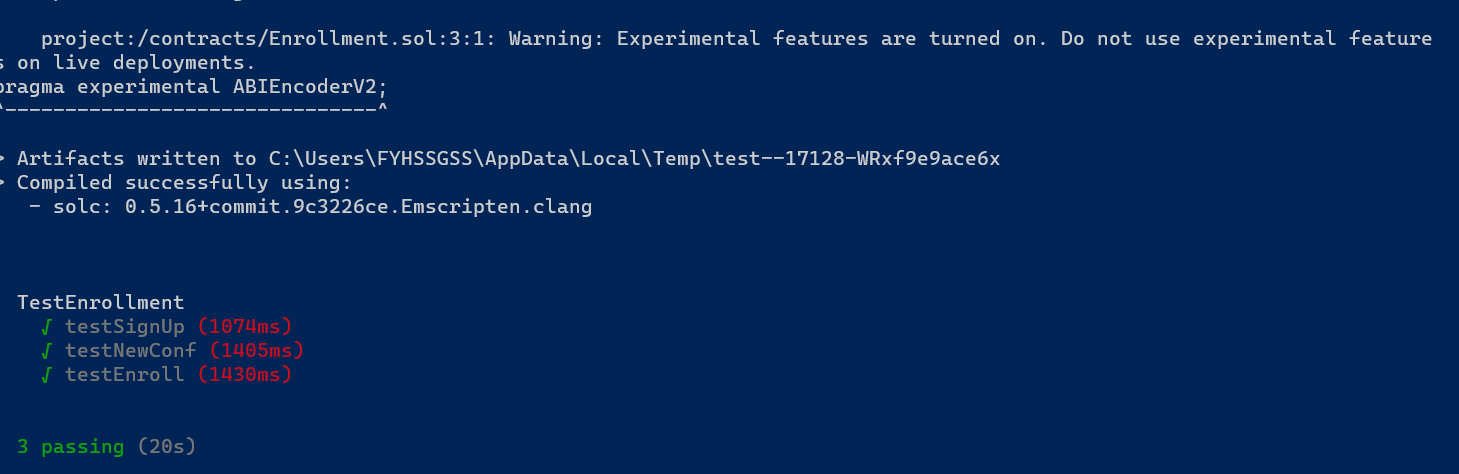 project:/contracts/Enrollment.sol:3:1: Warning: Experimental features are turned on. Do not use experimental feature
s on live deployments.
pragma experimental ABIEncoderV2;
^-------------------------------^
> Artifacts written to C:\Users\FYHSSGSS\AppData\Local\Temp\test--17128-WRxf9e9ace6x
> Compiled successfully using:
- solc: 0.5.16+commit.9c3226ce.Emscripten.clang
TestEnrollment
√ testSignUp (1074ms)
√ testNewConf (1405ms)
√ testEnroll (1430ms)
3 passing (20s)